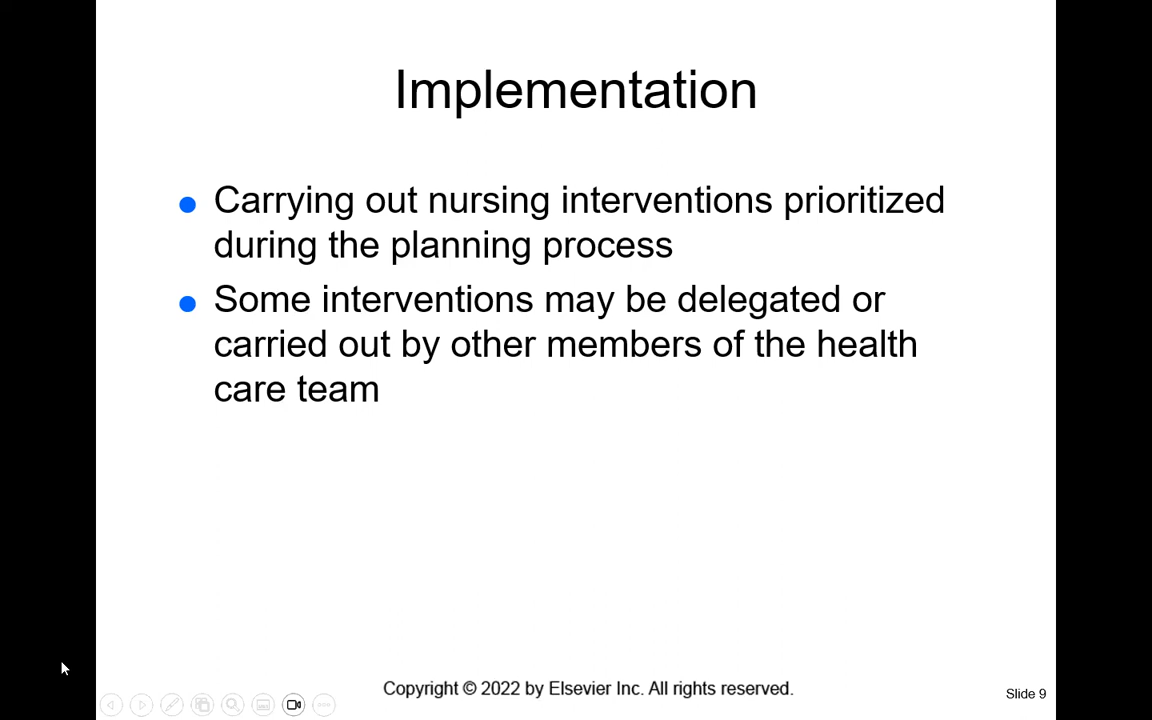 Implementation
Carrying out nursing interventions prioritized
during the planning process
Some interventions may be delegated or
carried out by other members of the health
care team
Copyright © 2022 by Elsevier Inc. All rights reserved.
Slide 9